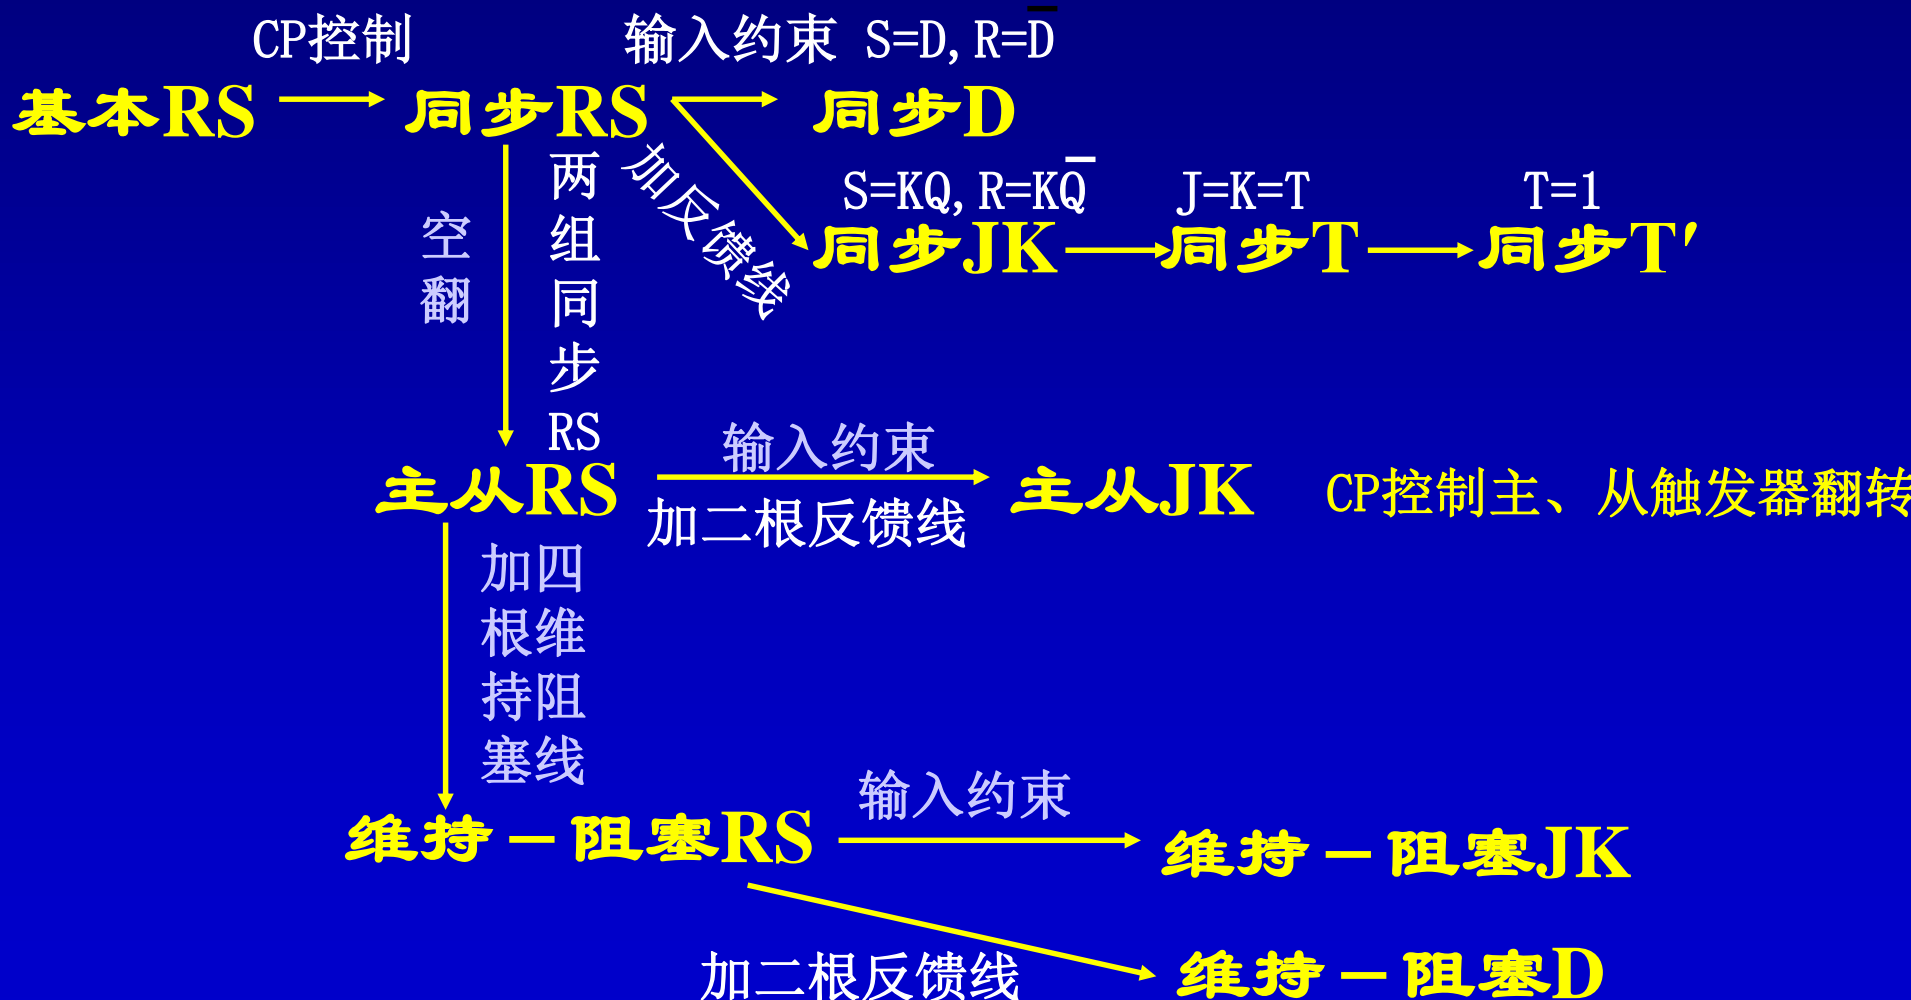 CP控制
输入约束 S=D,R=D̅
基本RS
同步RS
同步D
加反馈线
S=KQ,R=KQ̅
J=K=T
T=1
同步JK
同步T
同步T′
空翻
两组同步RS
输入约束
主从RS
主从JK
CP控制主、从触发器翻转
加二根反馈线
加四
根维
持阻
塞线
输入约束
维持－阻塞RS
维持－阻塞JK
加二根反馈线
维持－阻塞D